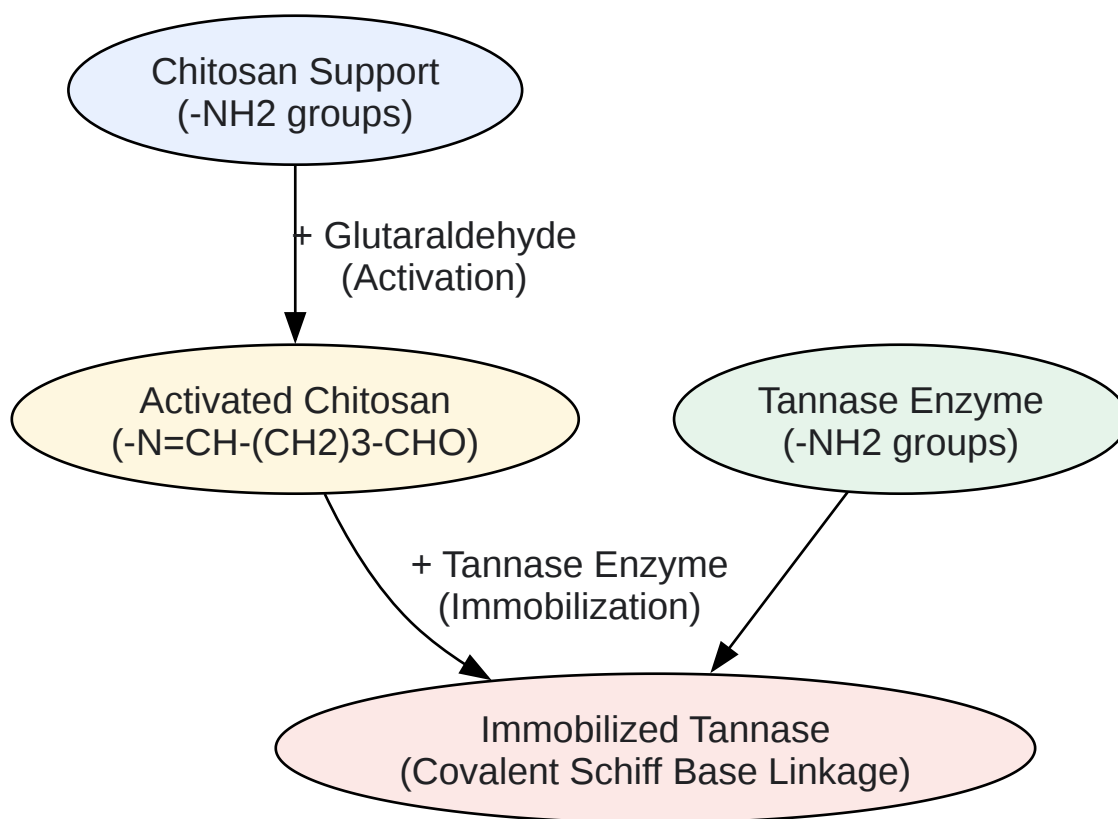 Chitosan Support
(-NH2 groups)
+ Glutaraldehyde
(Activation)
Activated Chitosan
(-N=CH-(CH2)3-CHO)
Tannase Enzyme
(-NH2 groups)
+ Tannase Enzyme
(Immobilization)
Immobilized Tannase
(Covalent Schiff Base Linkage)